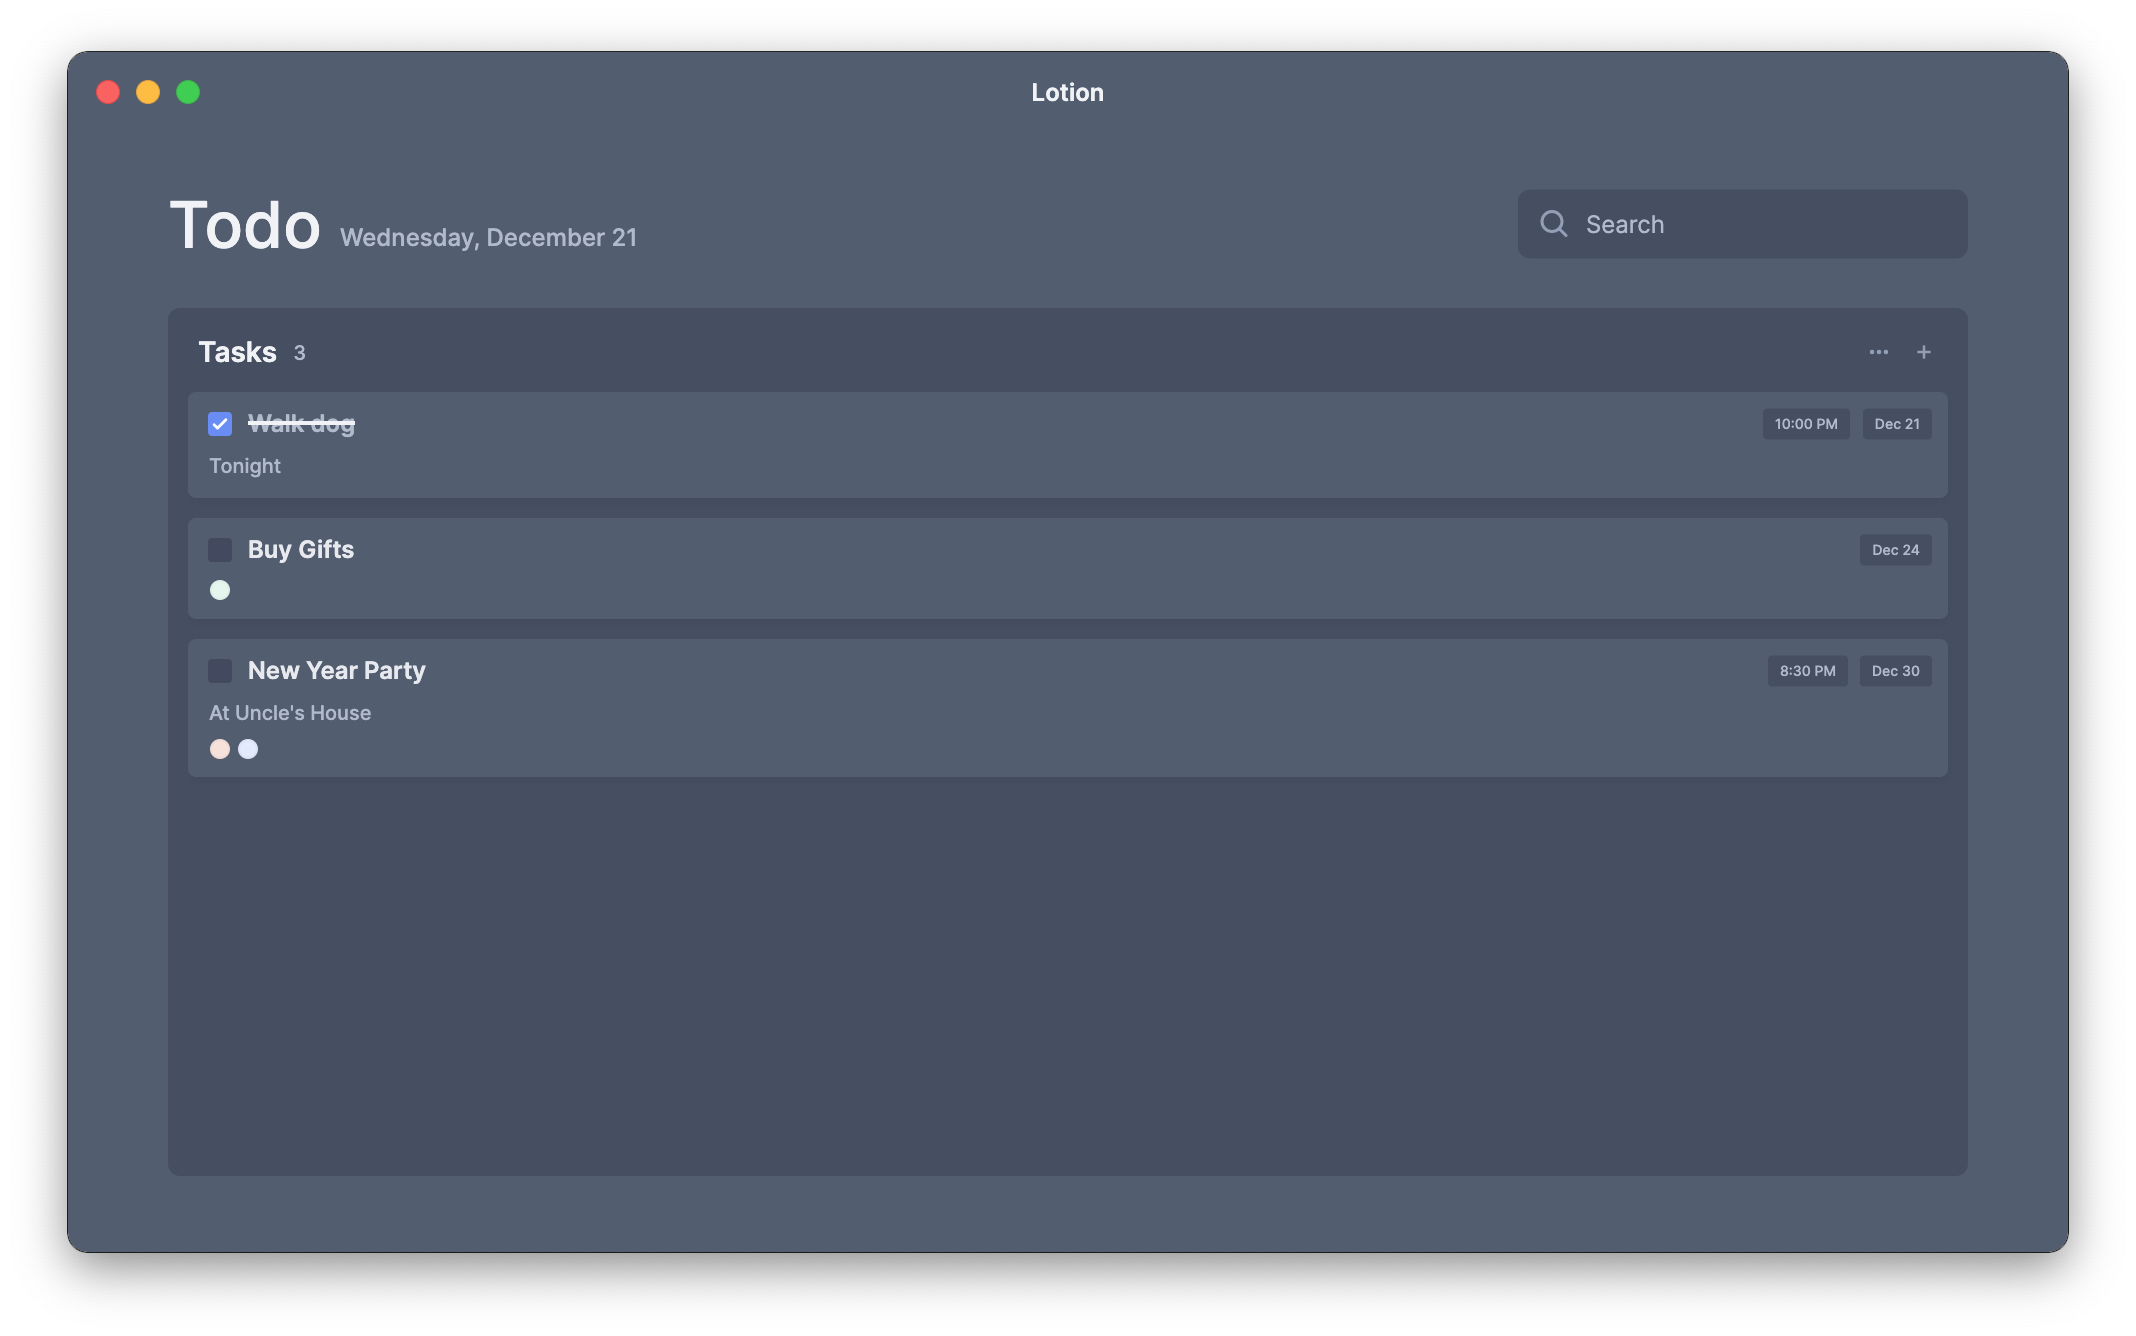 Lotion
Todo Wednesday, December 21
Search
Tasks 3
Walk dog 10:00 PM Dec 21
Tonight
Buy Gifts Dec 24
New Year Party 8:30 PM Dec 30
At Uncle's House